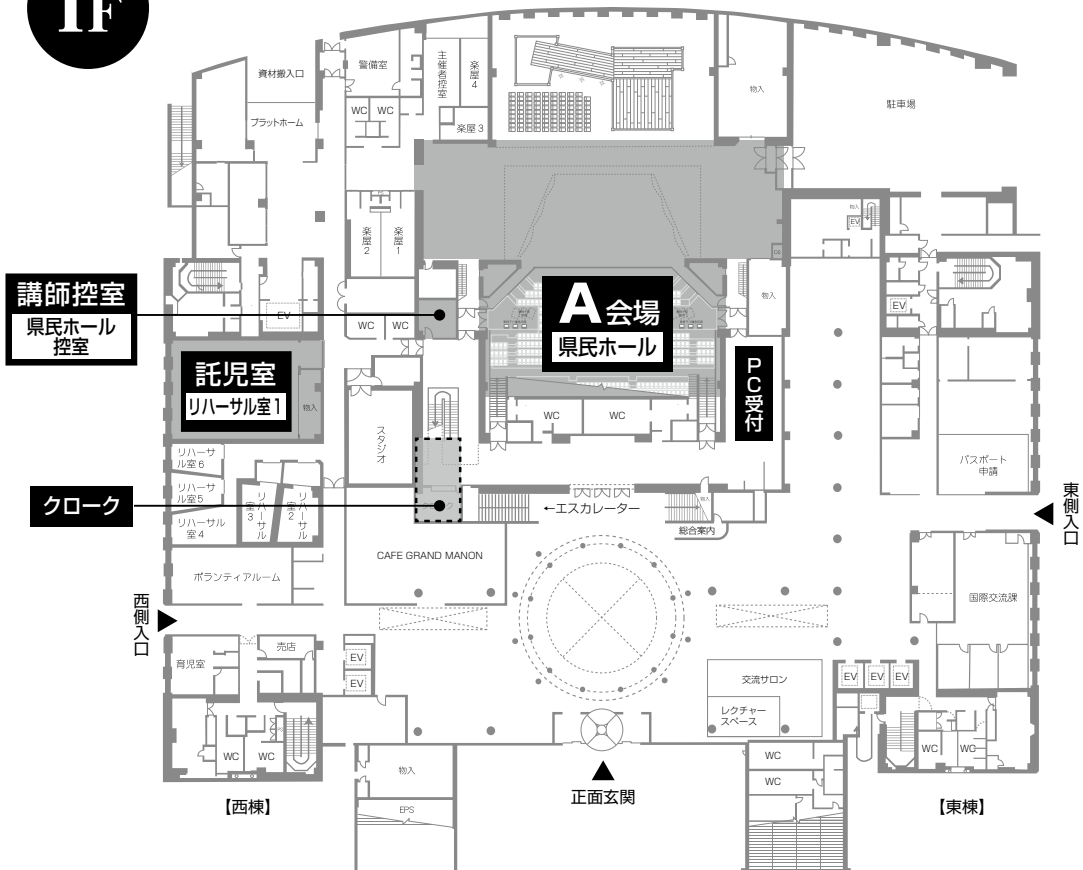 1F
資材搬入口
プラットホーム
警備室
WC
WC
主催者控室
楽屋4
楽屋3
物入
駐車場
楽屋2
楽屋1
物入
EV
EV
講師控室
県民ホール
控室
WC
WC
A会場
県民ホール
物入
EV
託児室
リハーサル室1
物入
PC受付
スタジオ
WC
WC
リハーサ
ル室6
リハーサ
ル室5
リハーサル
室4
リハーサル
室3
リハーサル
室2
パスポート
申請
クローク
←エスカレーター
物入
総合案内
東側入口
CAFE GRAND MANON
ボランティアルーム
国際交流課
西側入口
育児室
売店
EV
EV
交流サロン
レクチャー
スペース
EV
EV
EV
WC
WC
WC
WC
WC
WC
物入
EPS
正面玄関
【西棟】
【東棟】